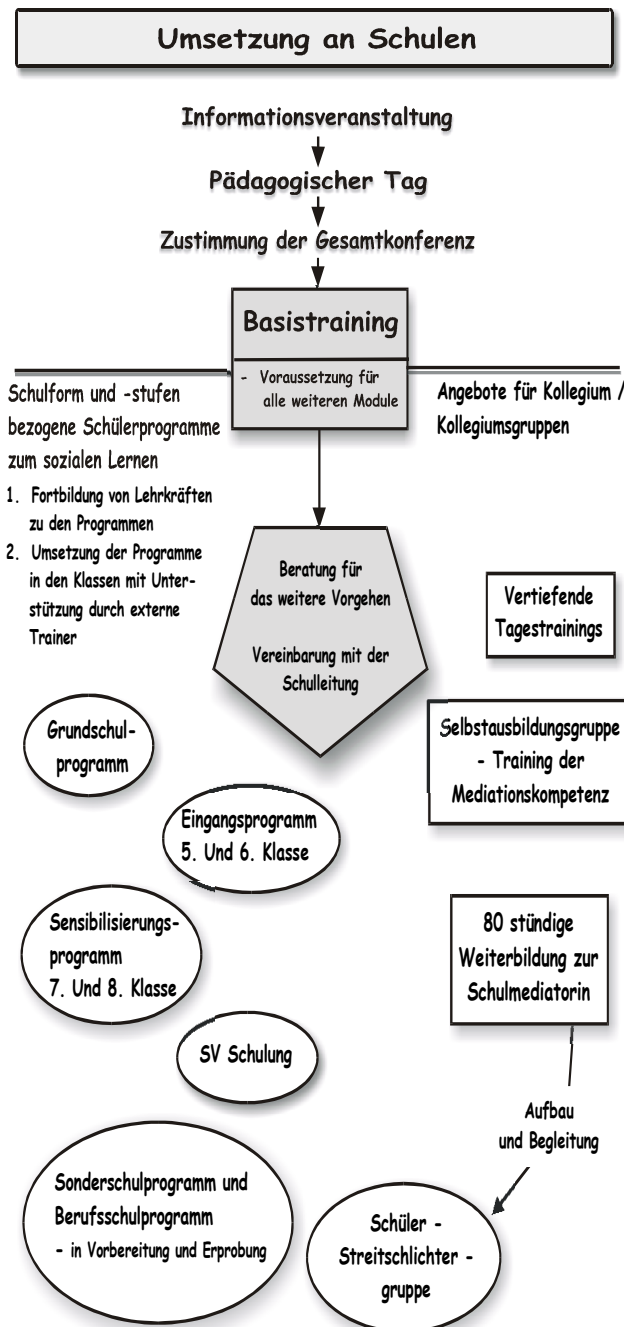 Umsetzung an Schulen
Informationsveranstaltung
Pädagogischer Tag
Zustimmung der Gesamtkonferenz
Basistraining
- Voraussetzung für
alle weiteren Module
Schulform und -stufen
bezogene Schülerprogramme
zum sozialen Lernen
1. Fortbildung von Lehrkräften
zu den Programmen
2. Umsetzung der Programme
in den Klassen mit Unter-
stützung durch externe
Trainer
Angebote für Kollegium /
Kollegiumsgruppen
Beratung für
das weitere Vorgehen
Vereinbarung mit der
Schulleitung
Vertiefende
Tagestrainings
Selbstausbildungsgruppe
- Training der
Mediationskompetenz
Grundschul-
programm
Eingangsprogramm
5. Und 6. Klasse
Sensibilisierungs-
programm
7. Und 8. Klasse
80 stündige
Weiterbildung zur
Schulmediatorin
SV Schulung
Aufbau
und Begleitung
Sonderschulprogramm und
Berufsschulprogramm
- in Vorbereitung und Erprobung
Schüler -
Streitschlichter -
gruppe